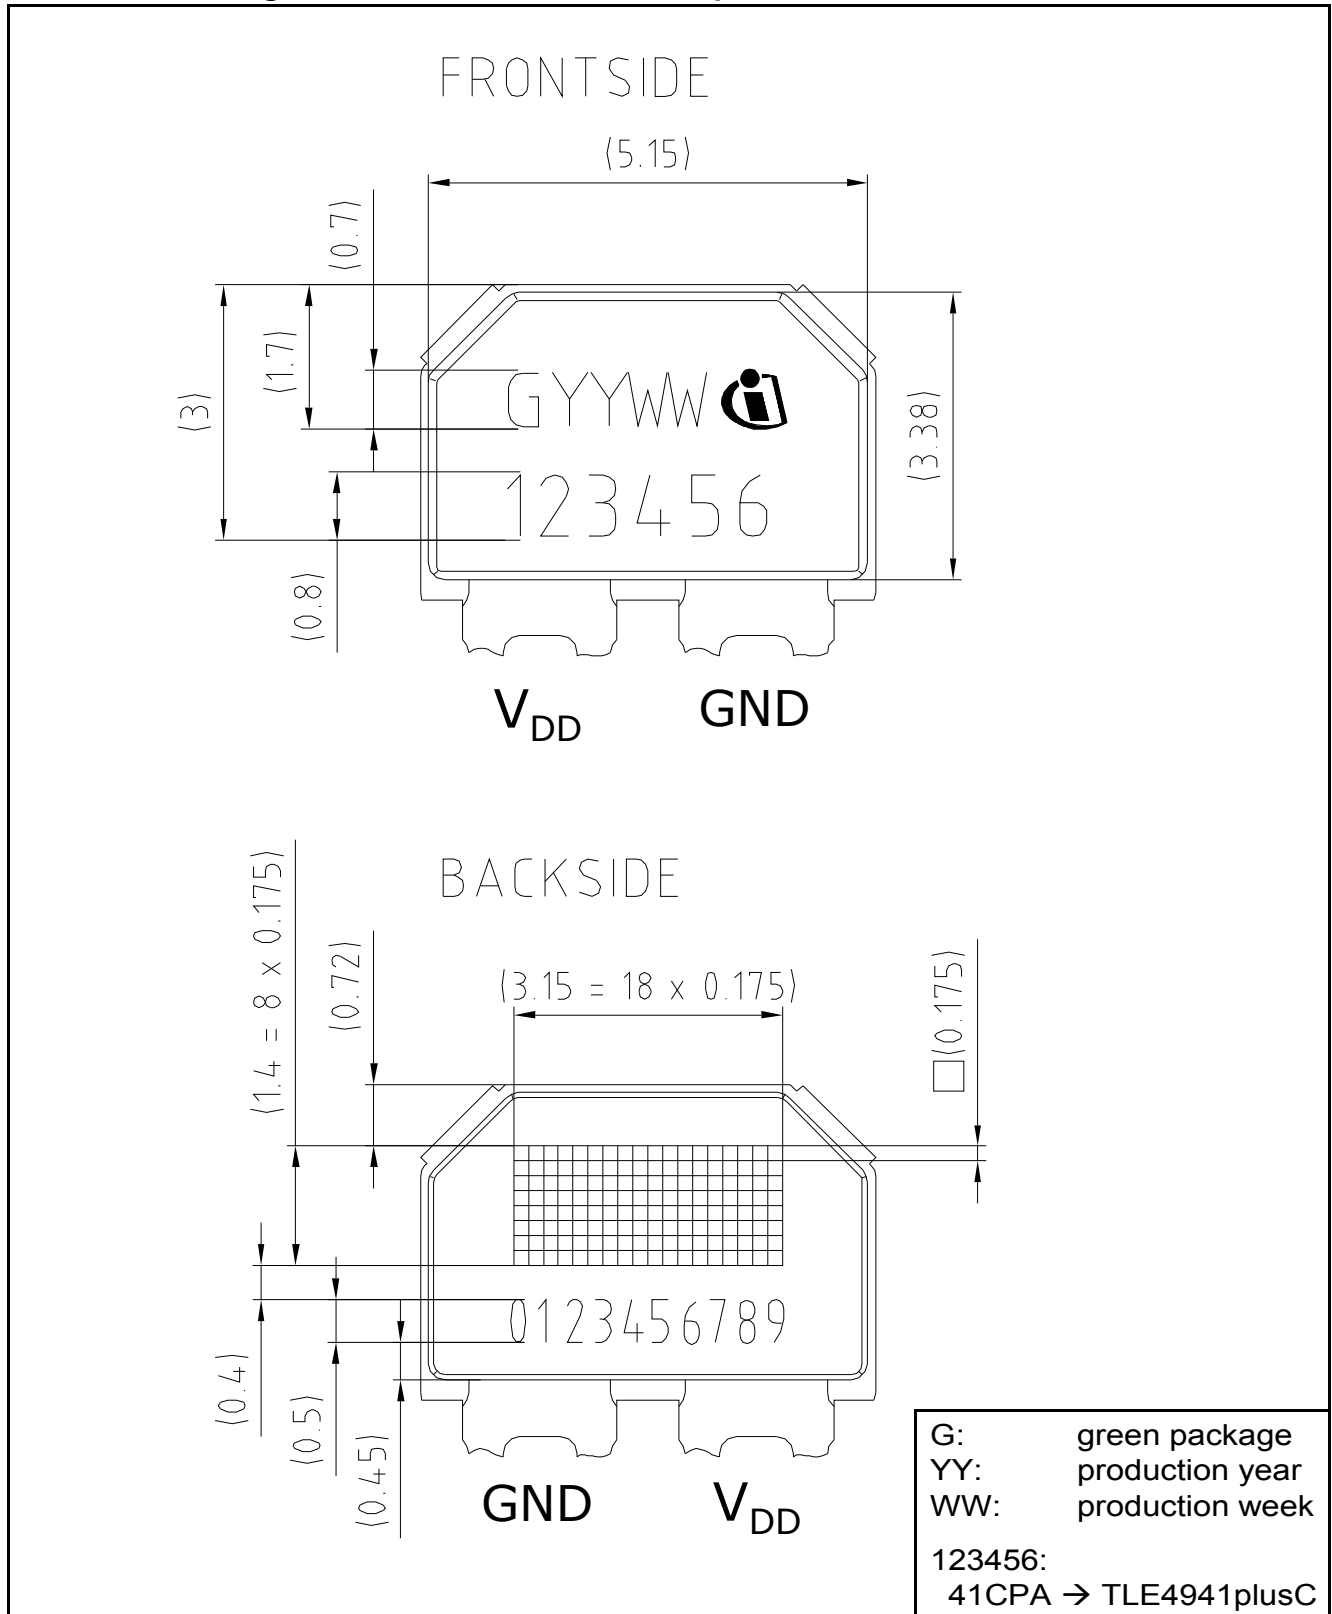 FRONTSIDE
(5.15)
(0.7)
(1.7)
(3)
(3.38)
GYYWW
123456
(0.8)
VDD GND
BACKSIDE
(1.4 = 8 x 0.175)
(0.72)
(3.15 = 18 x 0.175)
□(0.175)
0123456789
(0.4)
(0.5)
(0.45)
GND VDD
G: green package
YY: production year
WW: production week
123456:
41CPA → TLE4941plusC